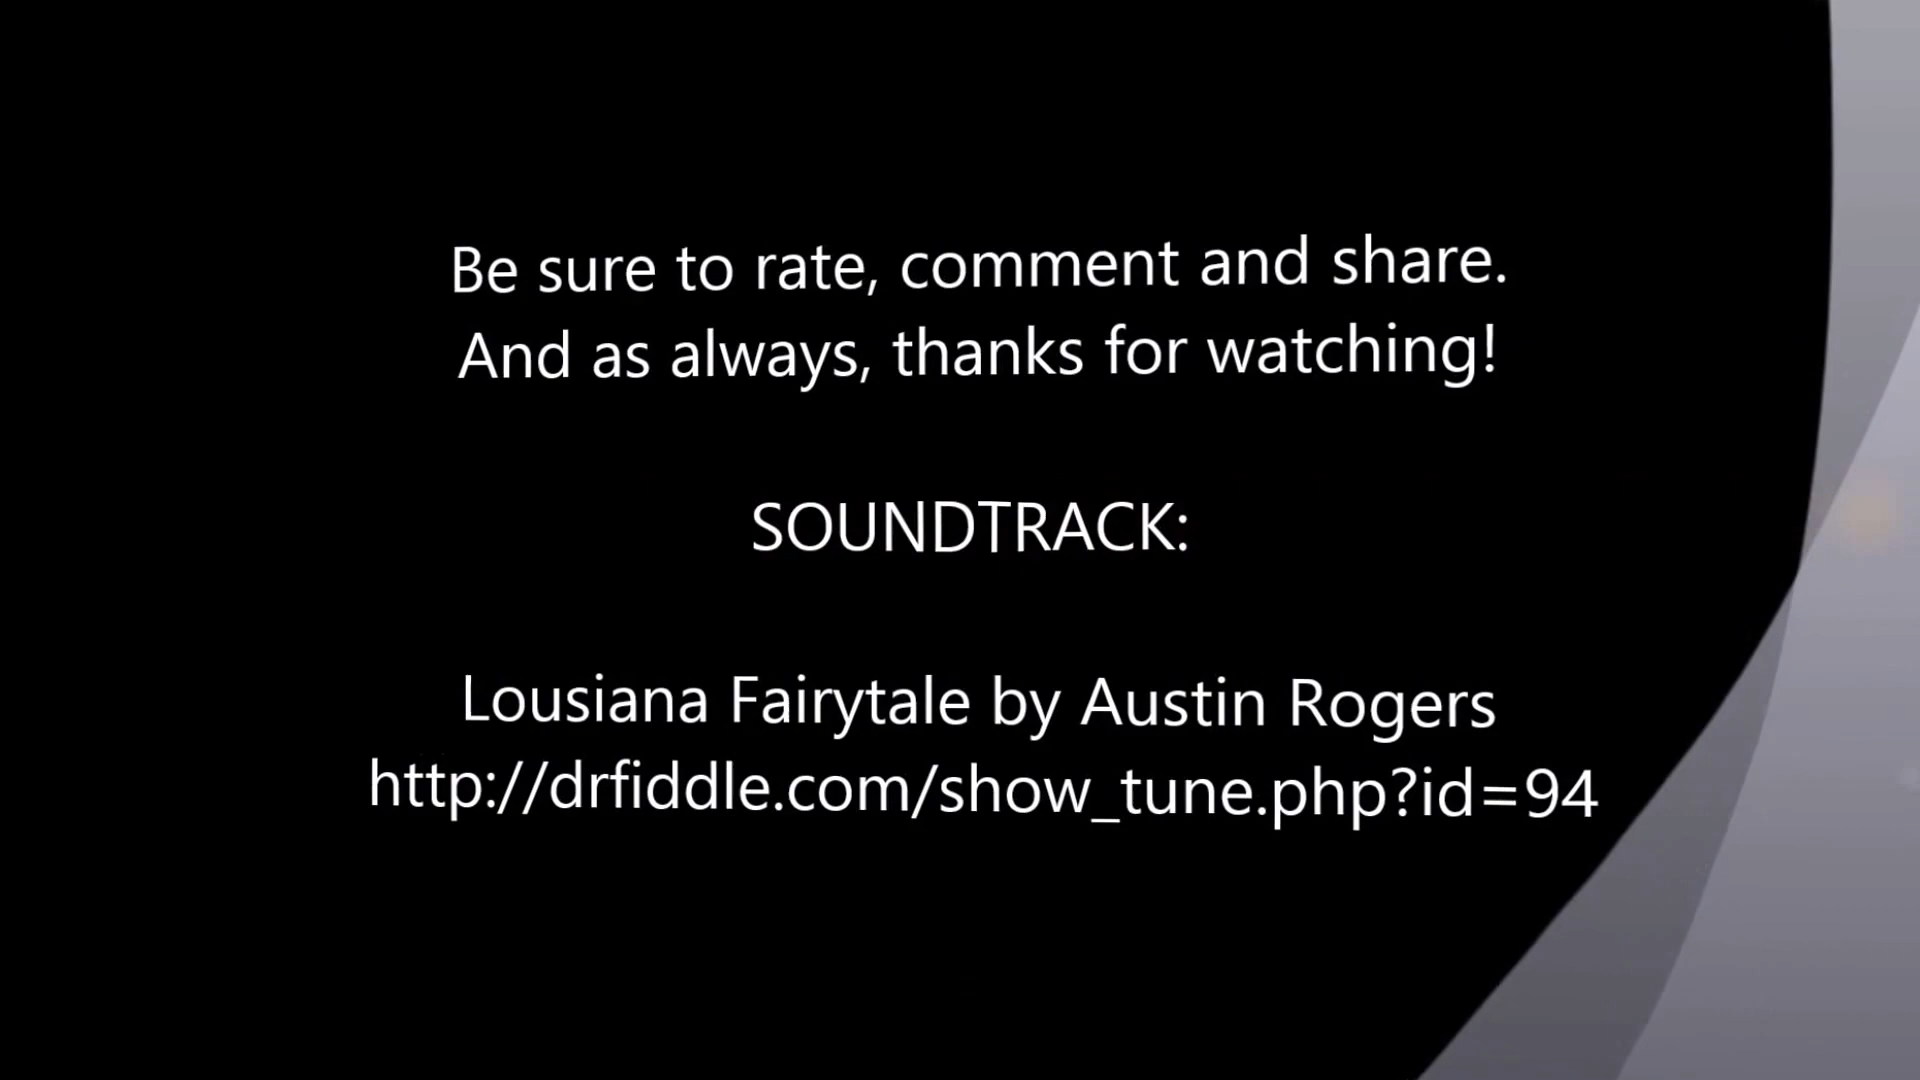 Be sure to rate, comment and share.
And as always, thanks for watching!
SOUNDTRACK:
Lousiana Fairytale by Austin Rogers
http://drfiddle.com/show_tune.php?id=94